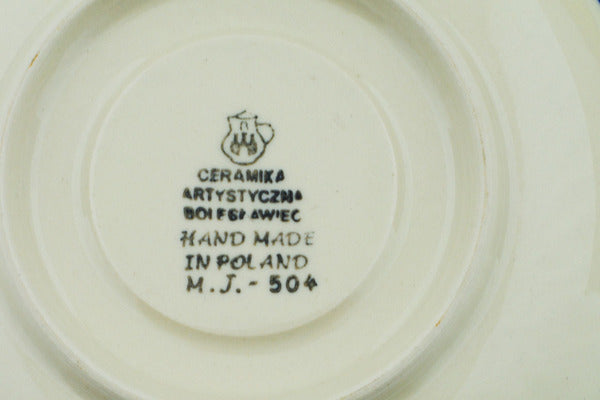 CERAMIKA
ARTYSTYCZNA
BOLESŁAWIEC
HAND MADE
IN POLAND
M.J.-504